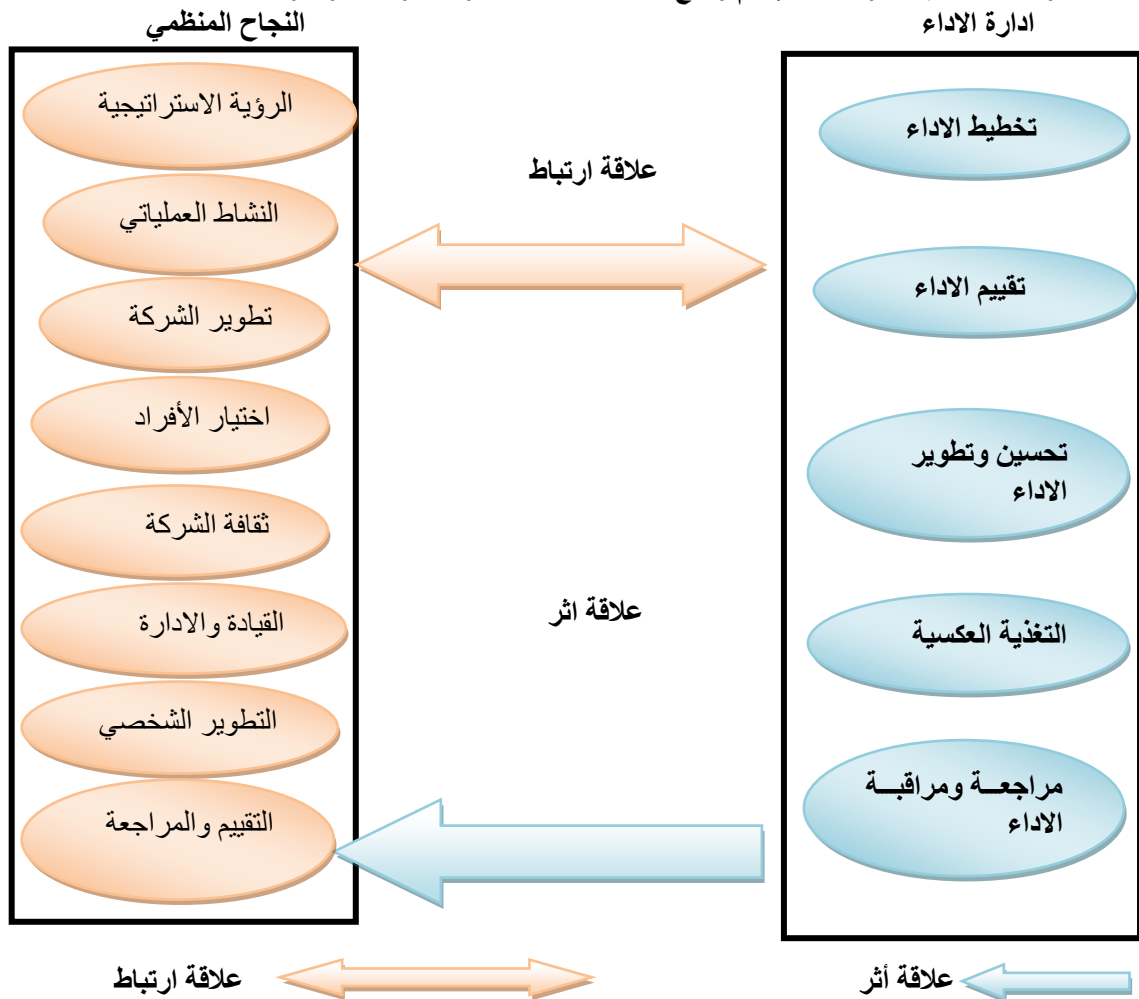 ادارة الاداء
النجاح المنظمي
تخطيط الاداء
تقييم الاداء
تحسين وتطوير
الاداء
التغذية العكسية
مراجعـــة ومراقبـــة
الاداء
علاقة ارتباط
علاقة اثر
الرؤية الاستراتيجية
النشاط العملياتي
تطوير الشركة
اختيار الأفراد
ثقافة الشركة
القيادة والادارة
التطوير الشخصي
التقييم والمراجعة
علاقة أثر
علاقة ارتباط